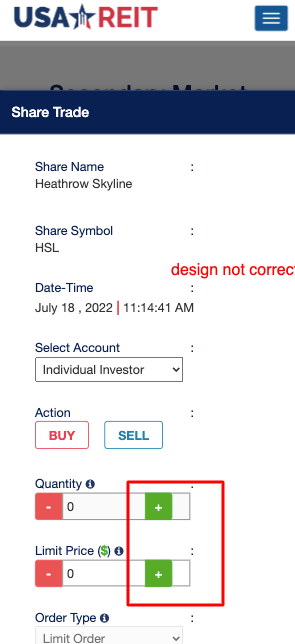 USA REIT
Secondary Market
Share Trade
Share Name :
Heathrow Skyline
Share Symbol :
HSL
design not correct
Date-Time :
July 18 , 2022 | 11:14:41 AM
Select Account :
Individual Investor
Action :
BUY SELL
Quantity :
- 0 +
Limit Price ($) :
- 0 +
Order Type :
Limit Order